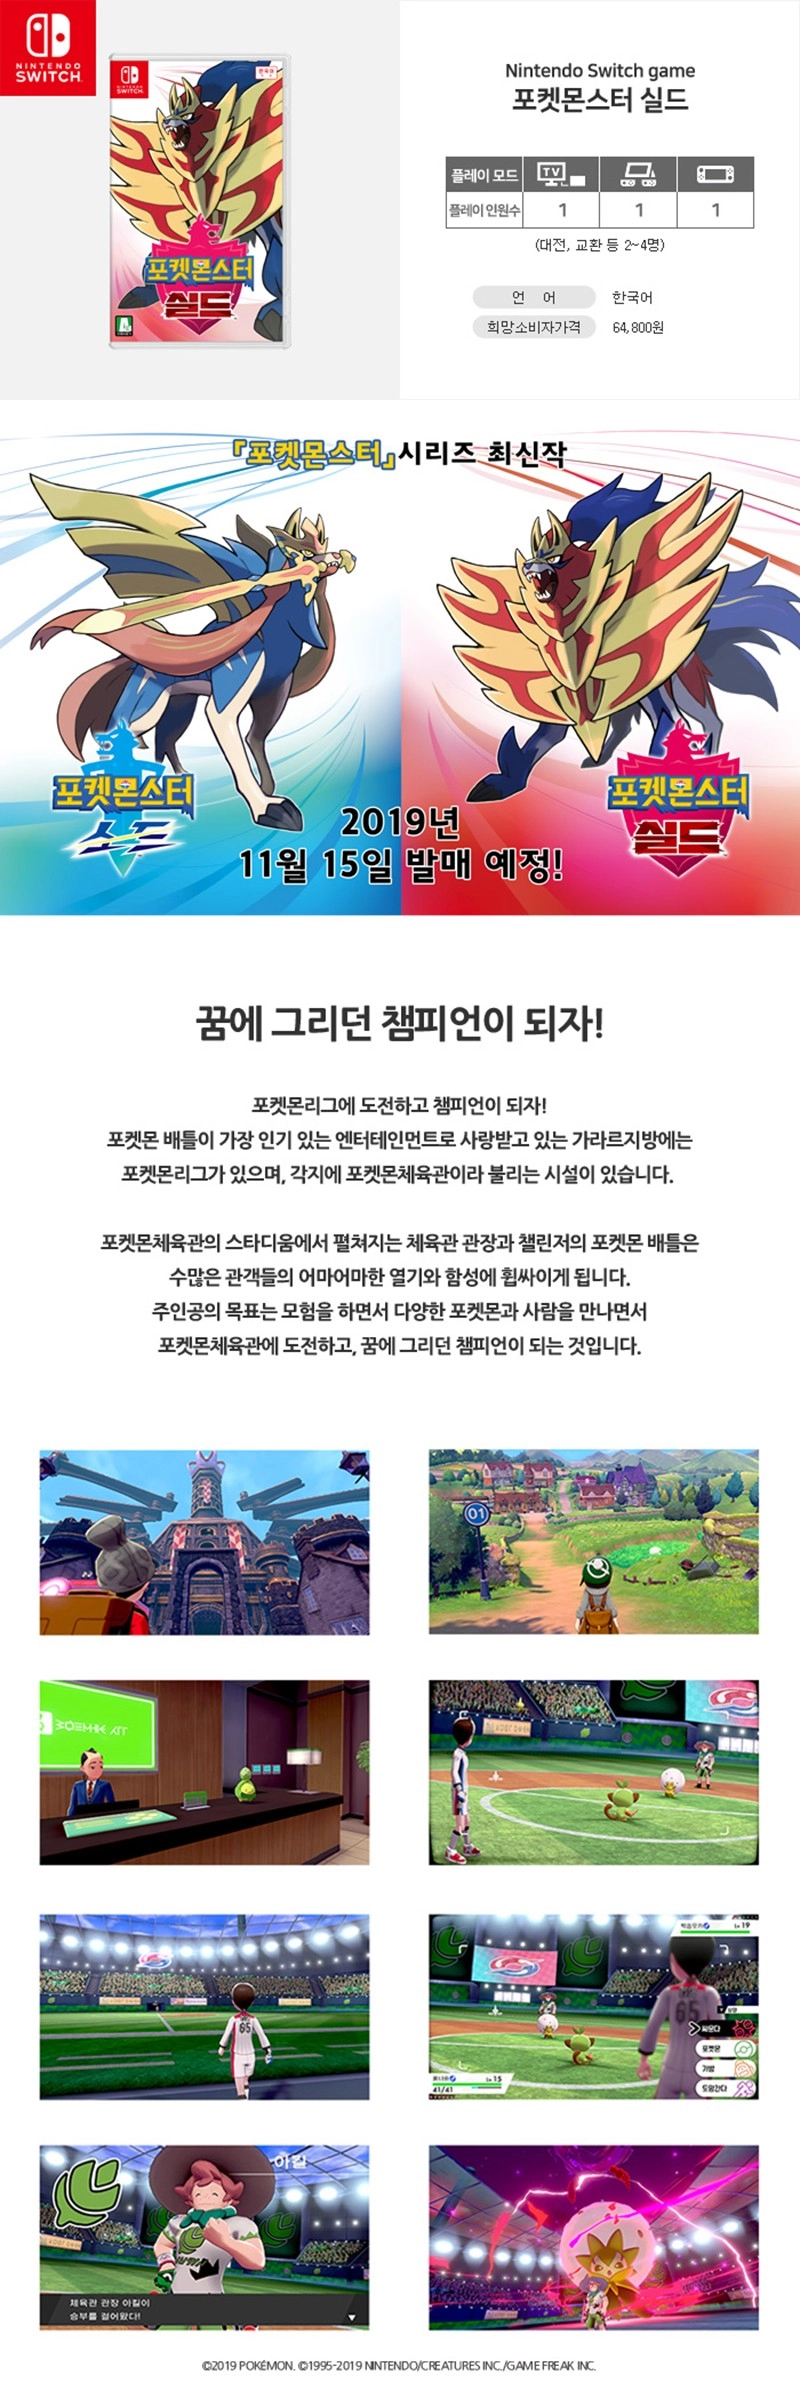 NINTENDO
SWITCH
NINTENDO
SWITCH
한국어
포켓몬스터
실드
Nintendo Switch game
포켓몬스터 실드
플레이 모드 TV
플레이 인원수 1 1 1
(대전, 교환 등 2~4명)
언 어 한국어
희망소비자가격 64,800원
『포켓몬스터』시리즈 최신작
포켓몬스터
소드
포켓몬스터
실드
2019년
11월 15일 발매 예정!
꿈에 그리던 챔피언이 되자!
포켓몬리그에 도전하고 챔피언이 되자!
포켓몬 배틀이 가장 인기 있는 엔터테인먼트로 사랑받고 있는 가라르지방에는
포켓몬리그가 있으며, 각지에 포켓몬체육관이라 불리는 시설이 있습니다.
포켓몬체육관의 스타디움에서 펼쳐지는 체육관 관장과 챌린저의 포켓몬 배틀은
수많은 관객들의 어마어마한 열기와 함성에 휩싸이게 됩니다.
주인공의 목표는 모험을 하면서 다양한 포켓몬과 사람을 만나면서
포켓몬체육관에 도전하고, 꿈에 그리던 챔피언이 되는 것입니다.
01
65
Lv. 19
65
싸운다
포켓몬
가방
도망간다
Lv. 15
41/41
아킬
체육관 관장 아킬이
승부를 걸어왔다!
©2019 POKÉMON. ©1995-2019 NINTENDO/CREATURES INC./GAME FREAK INC.